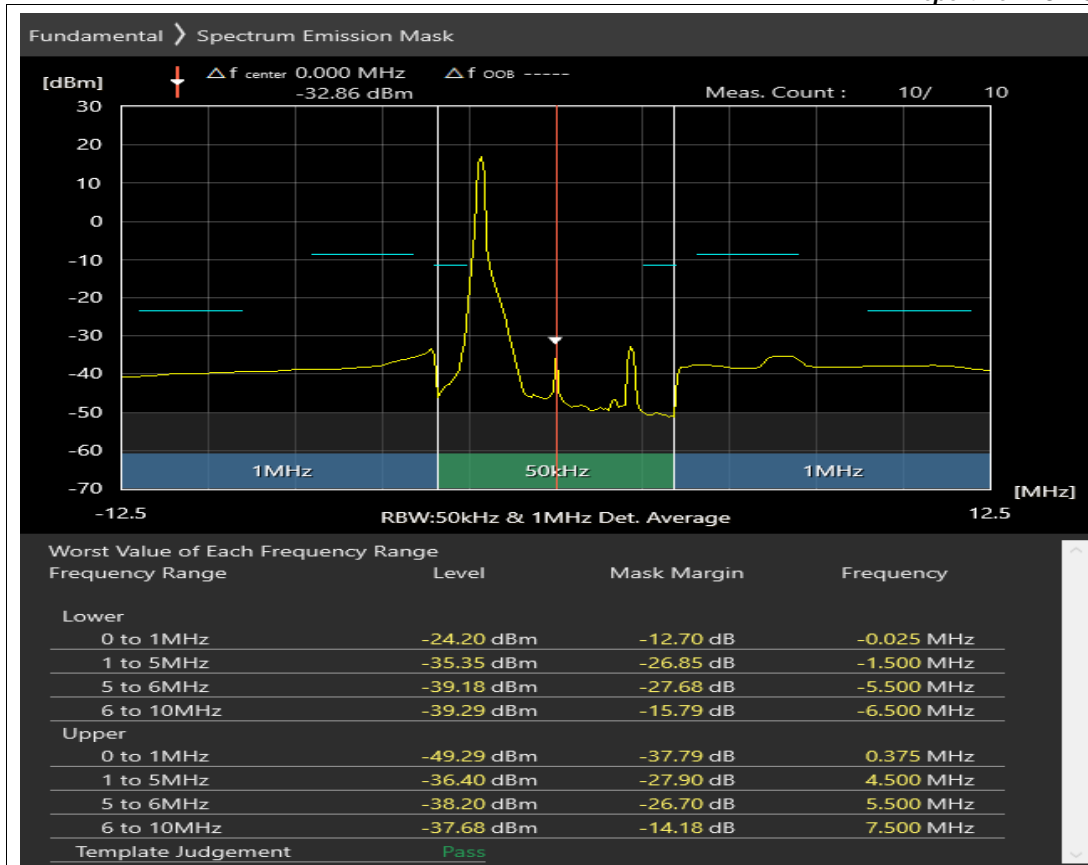 Fundamental ❯ Spectrum Emission Mask
[dBm]
△ f center 0.000 MHz △ f OOB -----
-32.86 dBm Meas. Count : 10/ 10
30
20
10
0
-10
-20
-30
-40
-50
-60
-70
1MHz 50kHz 1MHz
[MHz]
-12.5 RBW:50kHz & 1MHz Det. Average 12.5
Worst Value of Each Frequency Range
Frequency Range Level Mask Margin Frequency
Lower
0 to 1MHz -24.20 dBm -12.70 dB -0.025 MHz
1 to 5MHz -35.35 dBm -26.85 dB -1.500 MHz
5 to 6MHz -39.18 dBm -27.68 dB -5.500 MHz
6 to 10MHz -39.29 dBm -15.79 dB -6.500 MHz
Upper
0 to 1MHz -49.29 dBm -37.79 dB 0.375 MHz
1 to 5MHz -36.40 dBm -27.90 dB 4.500 MHz
5 to 6MHz -38.20 dBm -26.70 dB 5.500 MHz
6 to 10MHz -37.68 dBm -14.18 dB 7.500 MHz
Template Judgement Pass